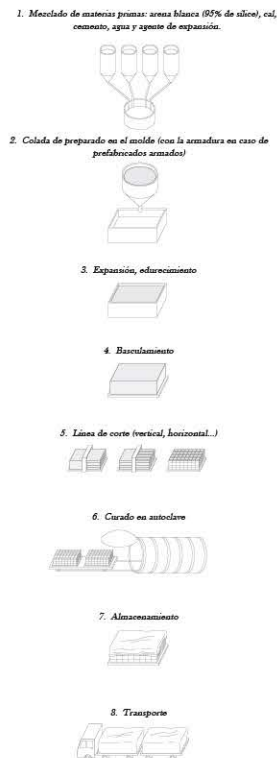 1. Mezclado de materias primas: arena blanca (95% de sílice), cal,
cemento, agua y agente de expansión.
2. Colada de preparado en el molde (con la armadura en caso de
prefabricados armados)
3. Expansión, edurecimiento
4. Basculamiento
5. Línea de corte (vertical, horizontal...)
6. Curado en autoclave
7. Almacenamiento
8. Transporte